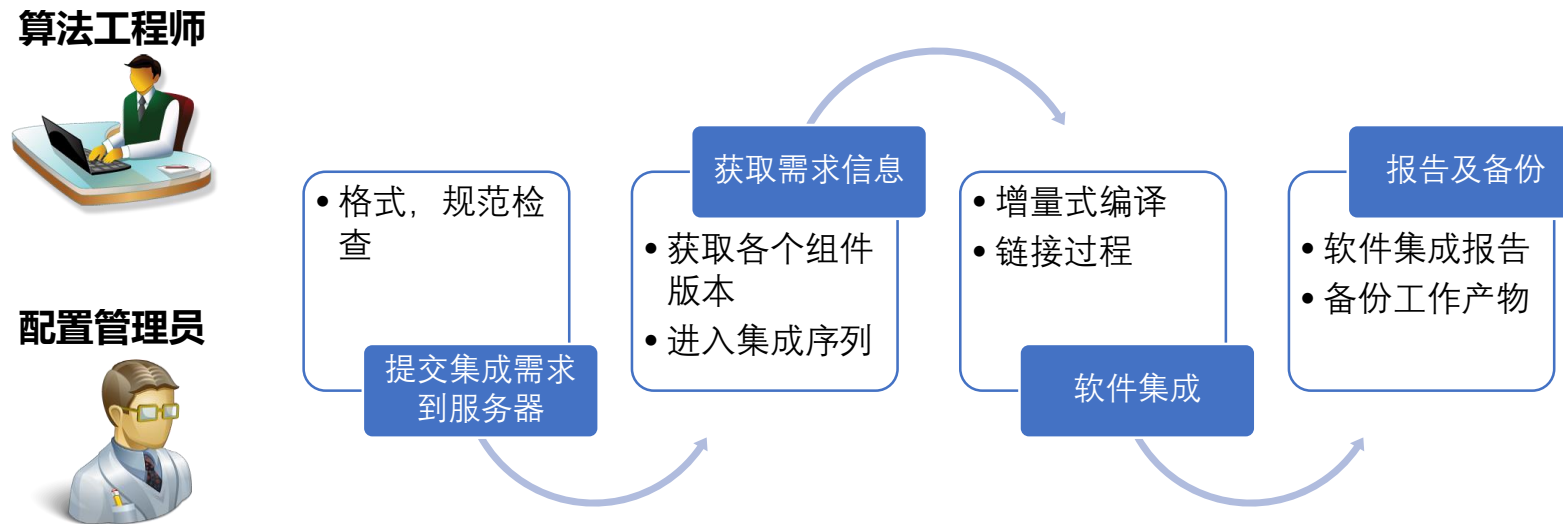 算法工程师
配置管理员
• 格式，规范检
查
提交集成需求
到服务器
获取需求信息
• 获取各个组件
版本
• 进入集成序列
• 增量式编译
• 链接过程
软件集成
报告及备份
• 软件集成报告
• 备份工作产物